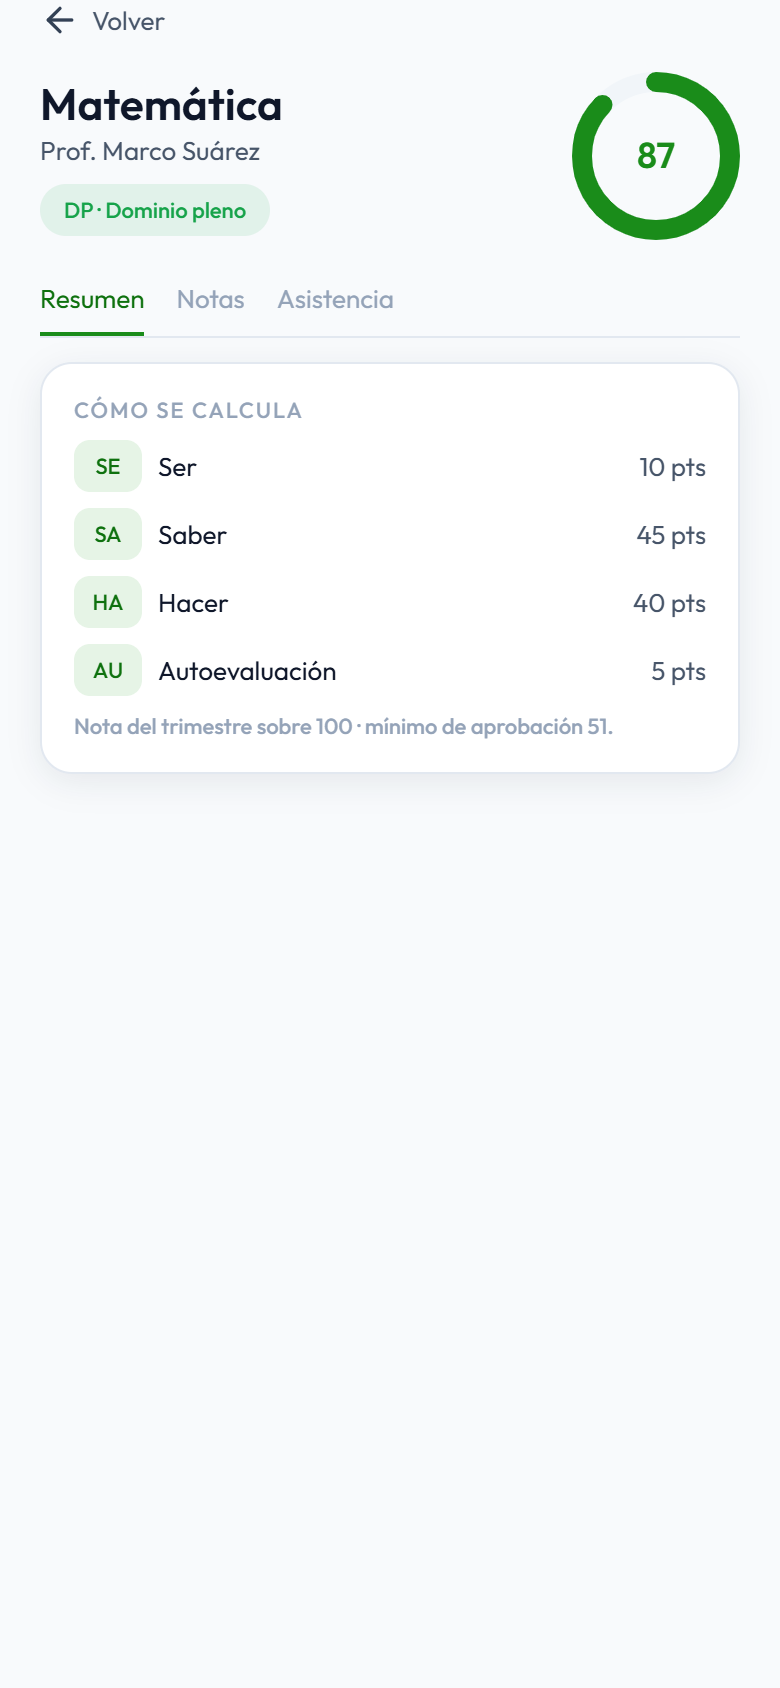 Volver
Matemática
Prof. Marco Suárez
DP · Dominio pleno
87
Resumen Notas Asistencia
CÓMO SE CALCULA
SE Ser 10 pts
SA Saber 45 pts
HA Hacer 40 pts
AU Autoevaluación 5 pts
Nota del trimestre sobre 100 · mínimo de aprobación 51.